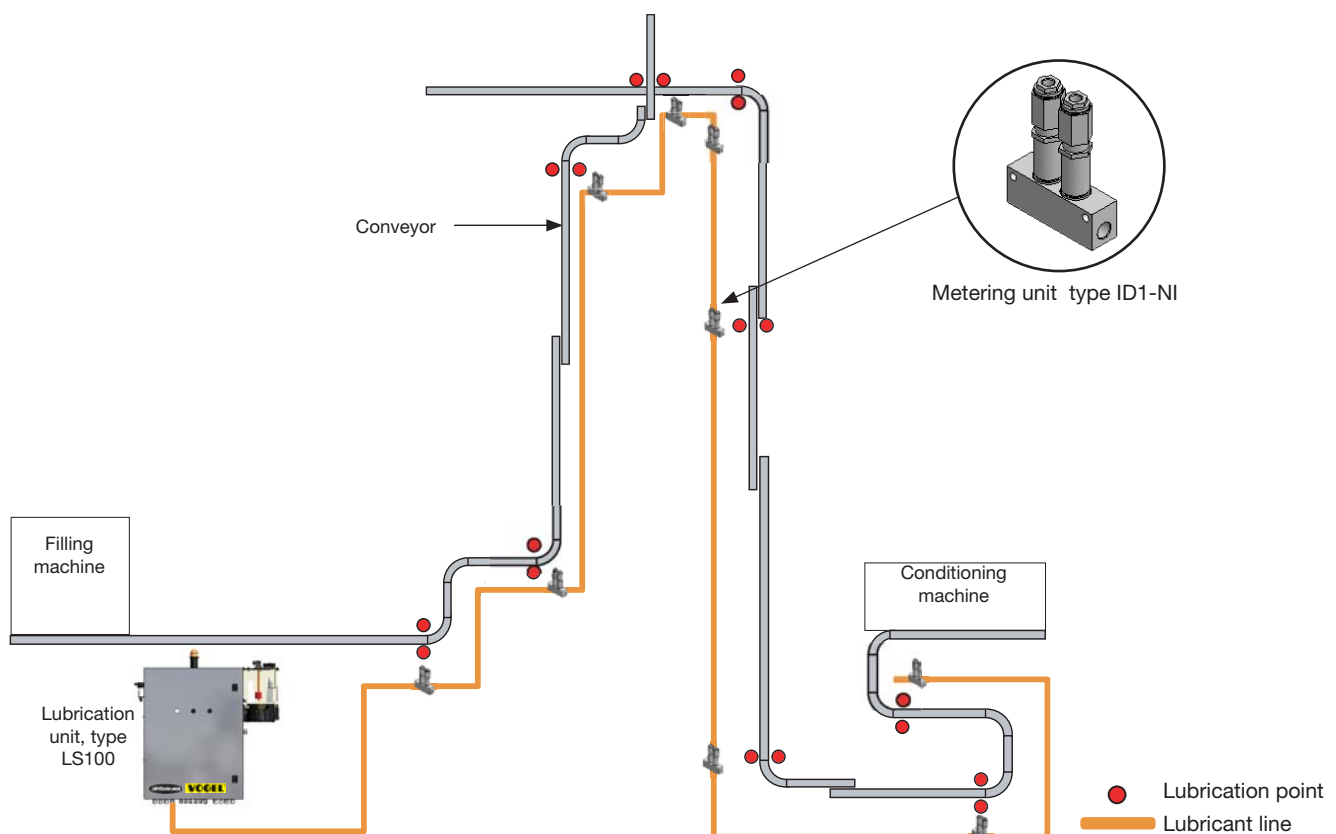 Conveyor
Metering unit type ID1-NI
Filling
machine
Conditioning
machine
Lubrication
unit, type
LS100
VOGEL
Lubrication point
Lubricant line